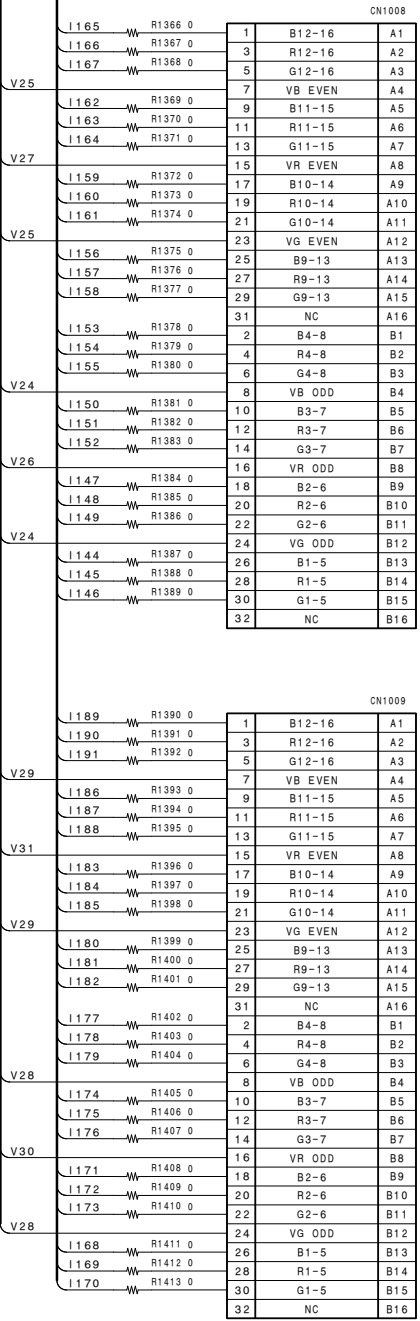 CN1008
I165 R1366 0 1 B12-16 A1
I166 R1367 0 3 R12-16 A2
I167 R1368 0 5 G12-16 A3
V25 7 VB EVEN A4
I162 R1369 0 9 B11-15 A5
I163 R1370 0 11 R11-15 A6
I164 R1371 0 13 G11-15 A7
V27 15 VR EVEN A8
I159 R1372 0 17 B10-14 A9
I160 R1373 0 19 R10-14 A10
I161 R1374 0 21 G10-14 A11
V25 23 VG EVEN A12
I156 R1375 0 25 B9-13 A13
I157 R1376 0 27 R9-13 A14
I158 R1377 0 29 G9-13 A15
31 NC A16
I153 R1378 0 2 B4-8 B1
I154 R1379 0 4 R4-8 B2
I155 R1380 0 6 G4-8 B3
V24 8 VB ODD B4
I150 R1381 0 10 B3-7 B5
I151 R1382 0 12 R3-7 B6
I152 R1383 0 14 G3-7 B7
V26 16 VR ODD B8
I147 R1384 0 18 B2-6 B9
I148 R1385 0 20 R2-6 B10
I149 R1386 0 22 G2-6 B11
V24 24 VG ODD B12
I144 R1387 0 26 B1-5 B13
I145 R1388 0 28 R1-5 B14
I146 R1389 0 30 G1-5 B15
32 NC B16
CN1009
I189 R1390 0 1 B12-16 A1
I190 R1391 0 3 R12-16 A2
I191 R1392 0 5 G12-16 A3
V29 7 VB EVEN A4
I186 R1393 0 9 B11-15 A5
I187 R1394 0 11 R11-15 A6
I188 R1395 0 13 G11-15 A7
V31 15 VR EVEN A8
I183 R1396 0 17 B10-14 A9
I184 R1397 0 19 R10-14 A10
I185 R1398 0 21 G10-14 A11
V29 23 VG EVEN A12
I180 R1399 0 25 B9-13 A13
I181 R1400 0 27 R9-13 A14
I182 R1401 0 29 G9-13 A15
31 NC A16
I177 R1402 0 2 B4-8 B1
I178 R1403 0 4 R4-8 B2
I179 R1404 0 6 G4-8 B3
V28 8 VB ODD B4
I174 R1405 0 10 B3-7 B5
I175 R1406 0 12 R3-7 B6
I176 R1407 0 14 G3-7 B7
V30 16 VR ODD B8
I171 R1408 0 18 B2-6 B9
I172 R1409 0 20 R2-6 B10
I173 R1410 0 22 G2-6 B11
V28 24 VG ODD B12
I168 R1411 0 26 B1-5 B13
I169 R1412 0 28 R1-5 B14
I170 R1413 0 30 G1-5 B15
32 NC B16